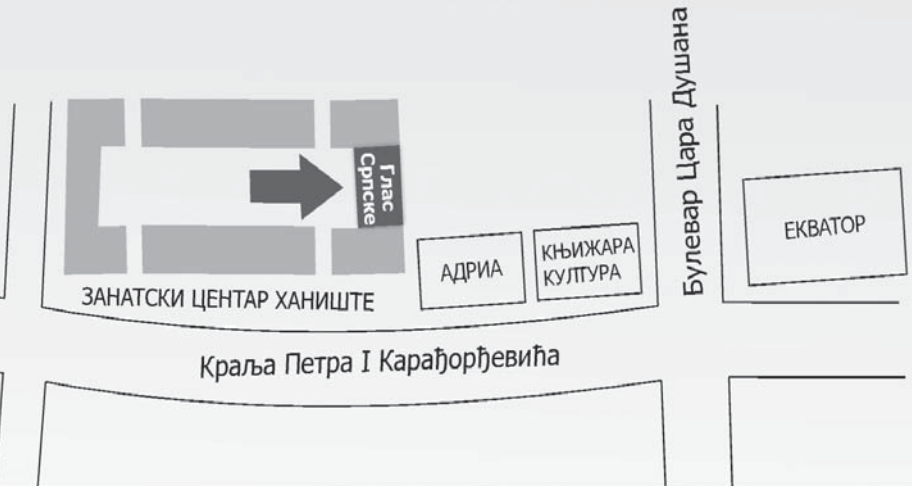 Булевар Цара Душана
Глас
Српске
ЕКВАТОР
КЊИЖАРА
КУЛТУРА
АДРИА
ЗАНАТСКИ ЦЕНТАР ХАНИШТЕ
Краља Петра I Карађорђевића